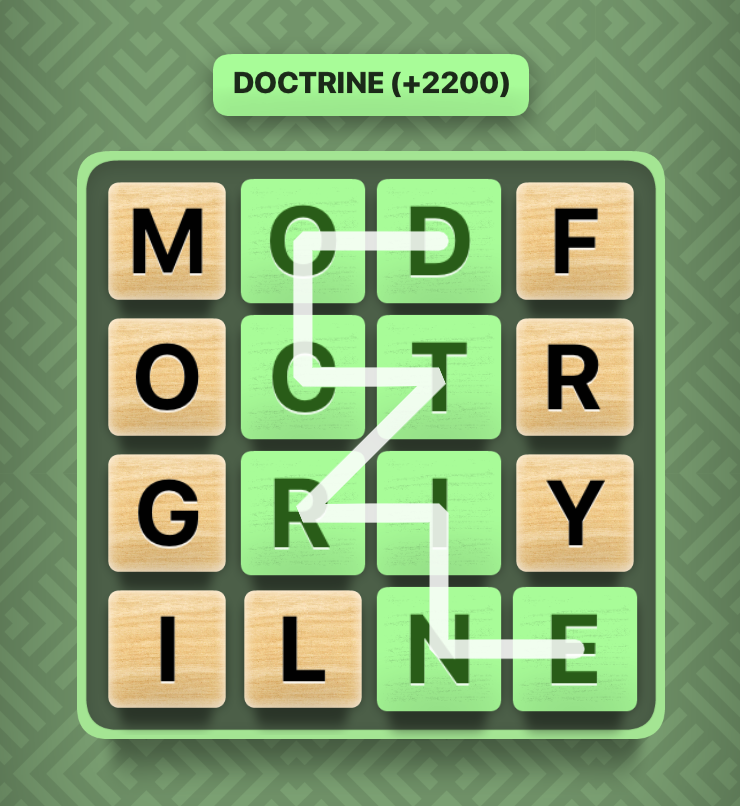 DOCTRINE (+2200)
M O D F
O C T R
G R I Y
I L N E